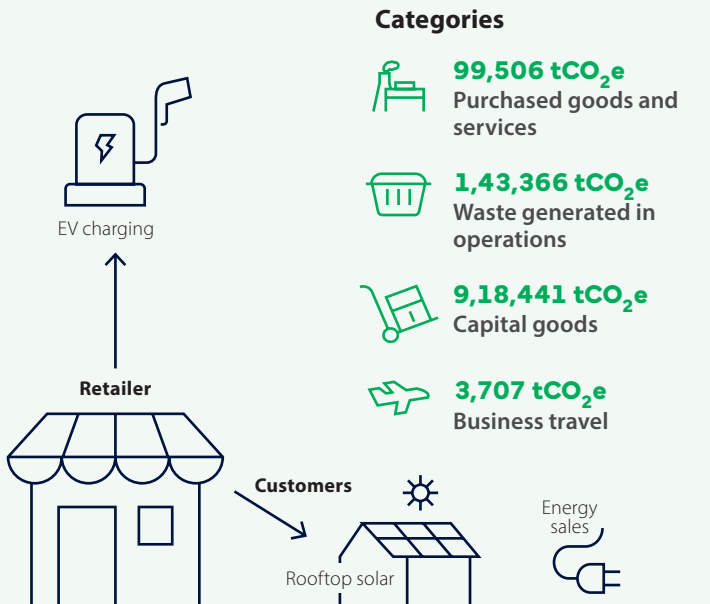 Categories
99,506 tCO₂e
Purchased goods and
services
1,43,366 tCO₂e
Waste generated in
operations
9,18,441 tCO₂e
Capital goods
3,707 tCO₂e
Business travel
EV charging
Retailer
Customers
Rooftop solar
Energy
sales